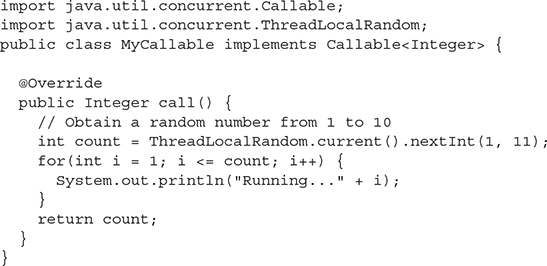 import java.util.concurrent.Callable;
import java.util.concurrent.ThreadLocalRandom;
public class MyCallable implements Callable<Integer> {

  @Override
  public Integer call() {
    // Obtain a random number from 1 to 10
    int count = ThreadLocalRandom.current().nextInt(1, 11);
    for(int i = 1; i <= count; i++) {
      System.out.println("Running..." + i);
    }
    return count;
  }
}